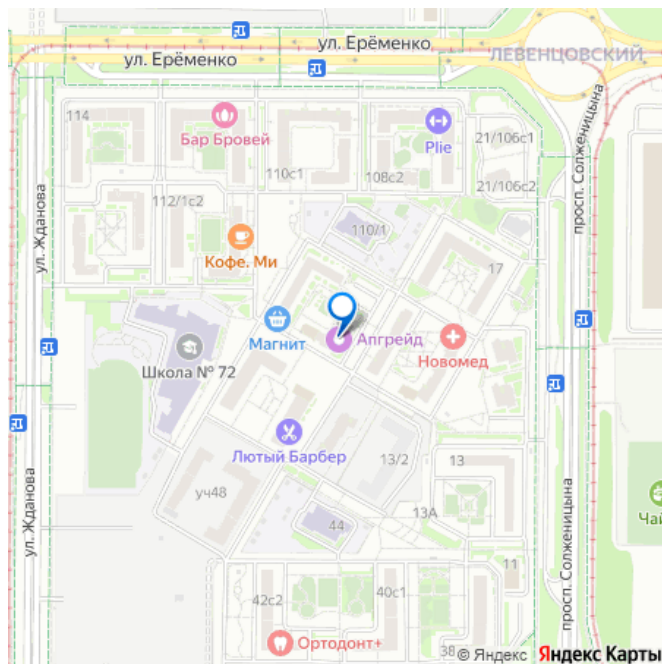 ул. Ерёменко
ул. Ерёменко
ЛЕВЕНЦОВСКИЙ
114
Бар Бровей
110с1
108с2
Plie
21/106с1
21/106с2
просп. Солженицына
ул. Жданова
112/1с2
Кофе. Ми
110/1
17
Магнит
Апгрейд
Новомед
Школа № 72
Лютый Барбер
13/2
13
уч48
13А
44
ул. Жданова
просп. Солженицына
Чай
11
42с2
40с1
Ортодонт+
38
© Яндекс
Яндекс Карты